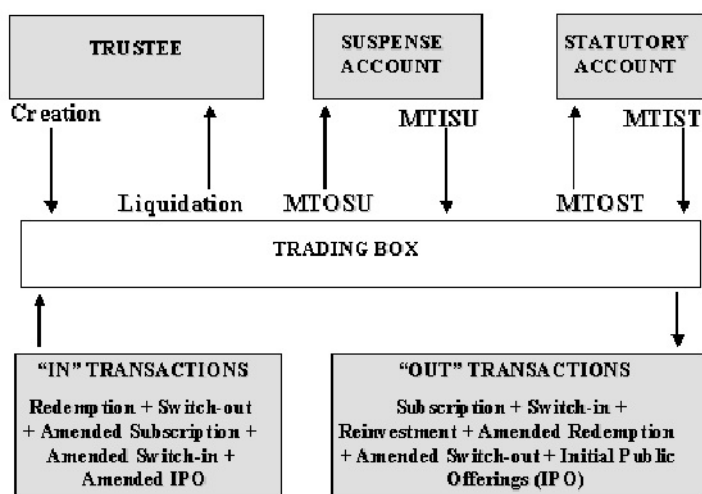 TRUSTEE
SUSPENSE
ACCOUNT
STATUTORY
ACCOUNT
Creation
MTISU
MTIST
Liquidation
MTOSU
MTOST
TRADING BOX
“IN” TRANSACTIONS
Redemption + Switch-out
+ Amended Subscription +
Amended Switch-in +
Amended IPO
“OUT” TRANSACTIONS
Subscription + Switch-in +
Reinvestment + Amended Redemption
+ Amended Switch-out + Initial Public
Offerings (IPO)